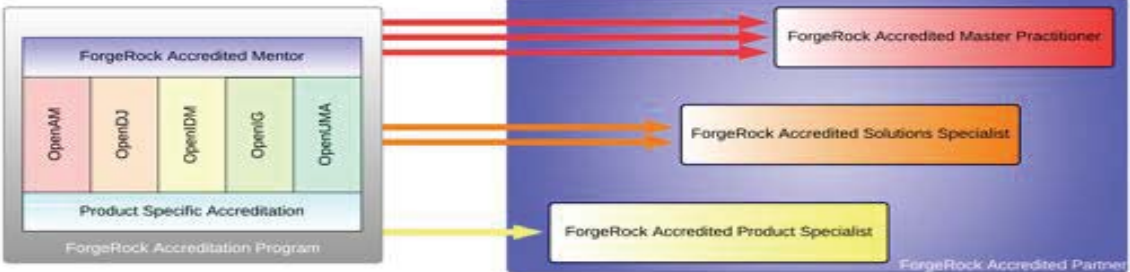 ForgeRock Accredited Mentor
OpenAM
OpenDJ
OpenIDM
OpenIG
OpenUMA
Product Specific Accreditation
ForgeRock Accreditation Program
ForgeRock Accredited Master Practitioner
ForgeRock Accredited Solutions Specialist
ForgeRock Accredited Product Specialist
ForgeRock Accredited Partner